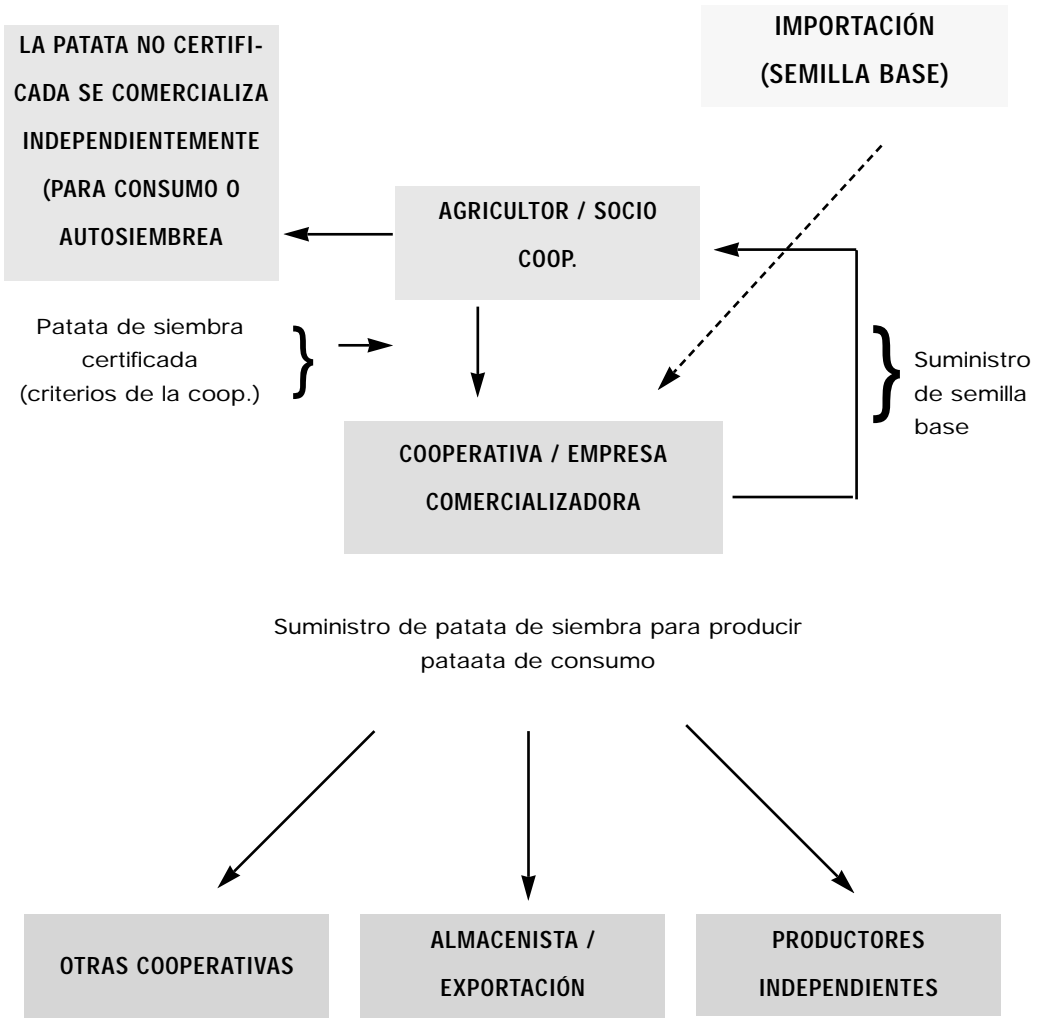 LA PATATA NO CERTIFI-
CADA SE COMERCIALIZA
INDEPENDIENTEMENTE
(PARA CONSUMO O
AUTOSIEMBREA
IMPORTACIÓN
(SEMILLA BASE)
AGRICULTOR / SOCIO
COOP.
Patata de siembra
certificada
(criterios de la coop.)
}
}
Suministro
de semilla
base
COOPERATIVA / EMPRESA
COMERCIALIZADORA
Suministro de patata de siembra para producir
pataata de consumo
OTRAS COOPERATIVAS
ALMACENISTA /
EXPORTACIÓN
PRODUCTORES
INDEPENDIENTES